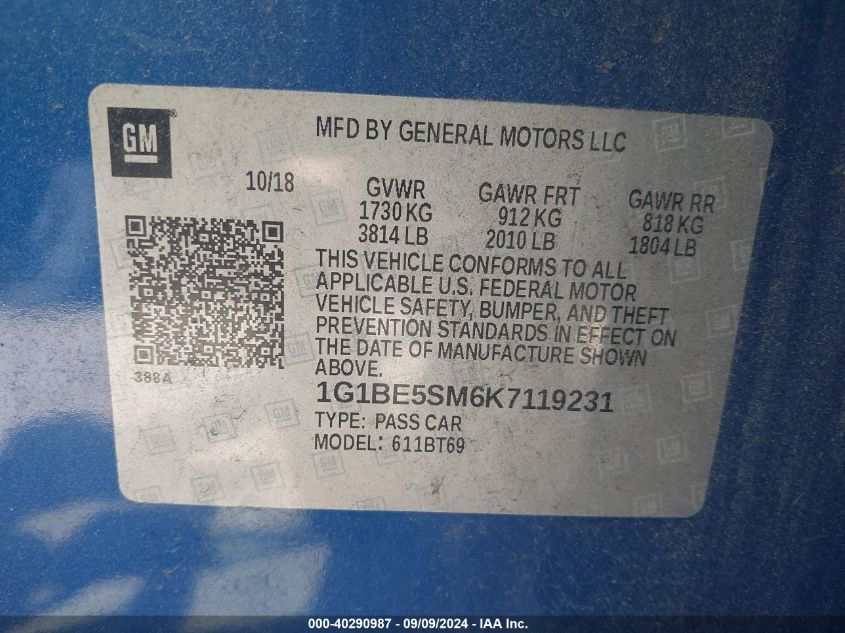 GM
MFD BY GENERAL MOTORS LLC
10/18
GVWR
1730 KG
3814 LB
GAWR FRT
912 KG
2010 LB
GAWR RR
818 KG
1804 LB
THIS VEHICLE CONFORMS TO ALL
APPLICABLE U.S. FEDERAL MOTOR
VEHICLE SAFETY, BUMPER, AND THEFT
PREVENTION STANDARDS IN EFFECT ON
THE DATE OF MANUFACTURE SHOWN
ABOVE.
398A
1G1BE5SM6K7119231
TYPE: PASS CAR
MODEL: 611BT69
000-40290987 - 09/09/2024 - IAA Inc.